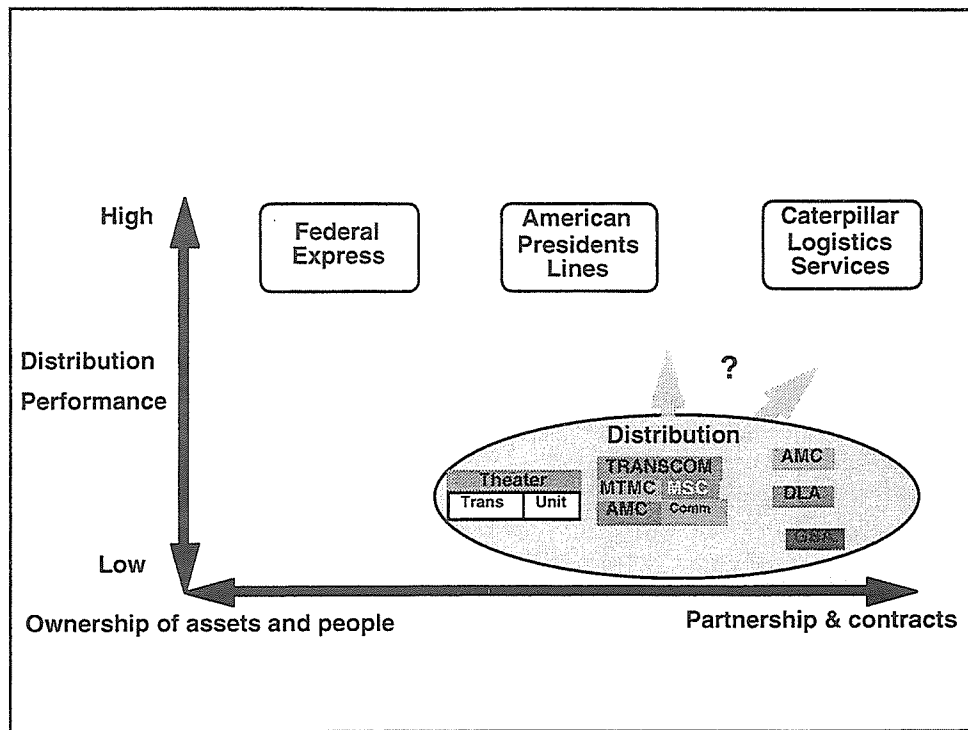 High
Federal
Express
American
Presidents
Lines
Caterpillar
Logistics
Services
Distribution
Performance
?
Distribution
TRANSCOM
MTMC MSC
AMC Comm
Theater
Trans Unit
AMC
DLA
Low
Ownership of assets and people
Partnership & contracts